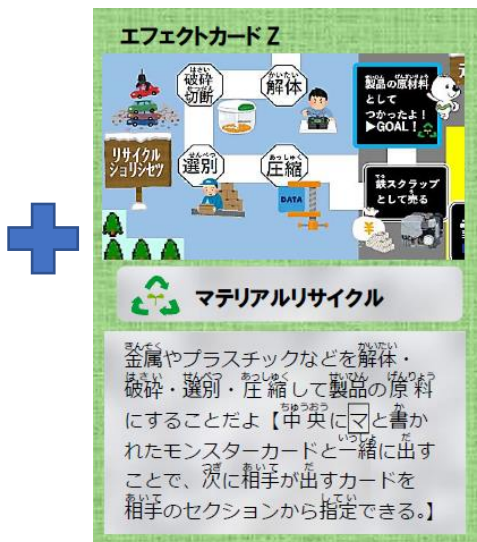 エフェクトカード Z
破砕
切断
解体
製品の原材料
として
つかったよ!
▶GOAL!
リサイクル
ショリシセツ
選別
圧縮
DATA
鉄スクラップ
として売る
¥
マテリアルリサイクル
金属やプラスチックなどを解体・
破砕・選別・圧縮して製品の原料
にすることだよ【中央にマと書か
れたモンスターカードと一緒に出す
ことで、次に相手が出すカードを
相手のセクションから指定できる。】